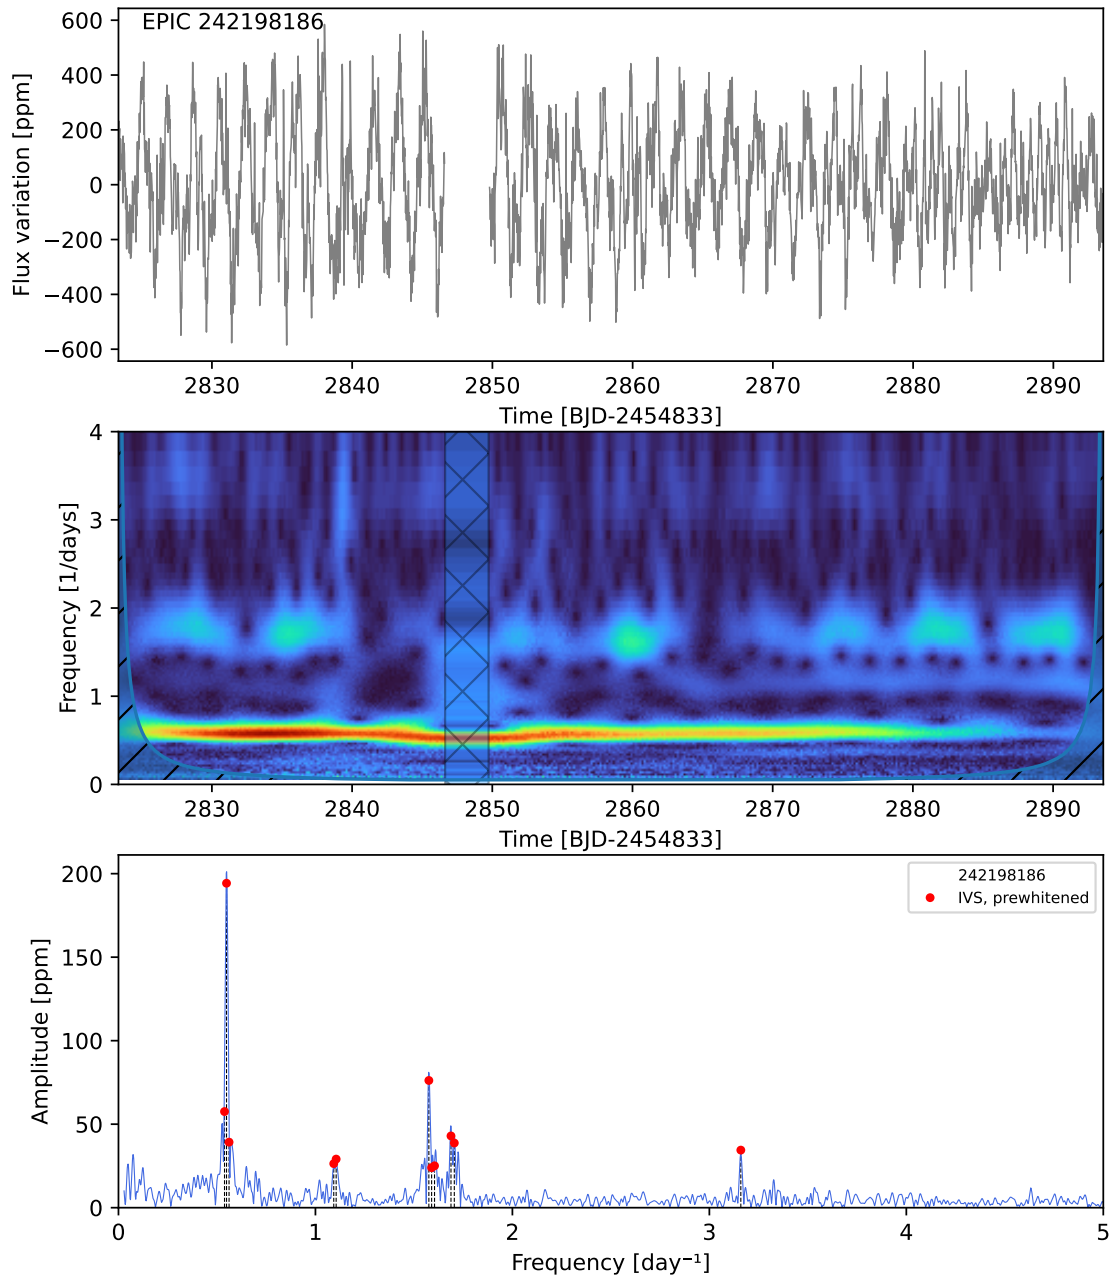 EPIC 242198186
600
400
200
0
−200
−400
−600
Flux variation [ppm]
2830 2840 2850 2860 2870 2880 2890
Time [BJD-2454833]
4
3
2
1
0
Frequency [1/days]
2830 2840 2850 2860 2870 2880 2890
Time [BJD-2454833]
200
150
100
50
0
Amplitude [ppm]
242198186
IVS, prewhitened
0 1 2 3 4 5
Frequency [day⁻¹]